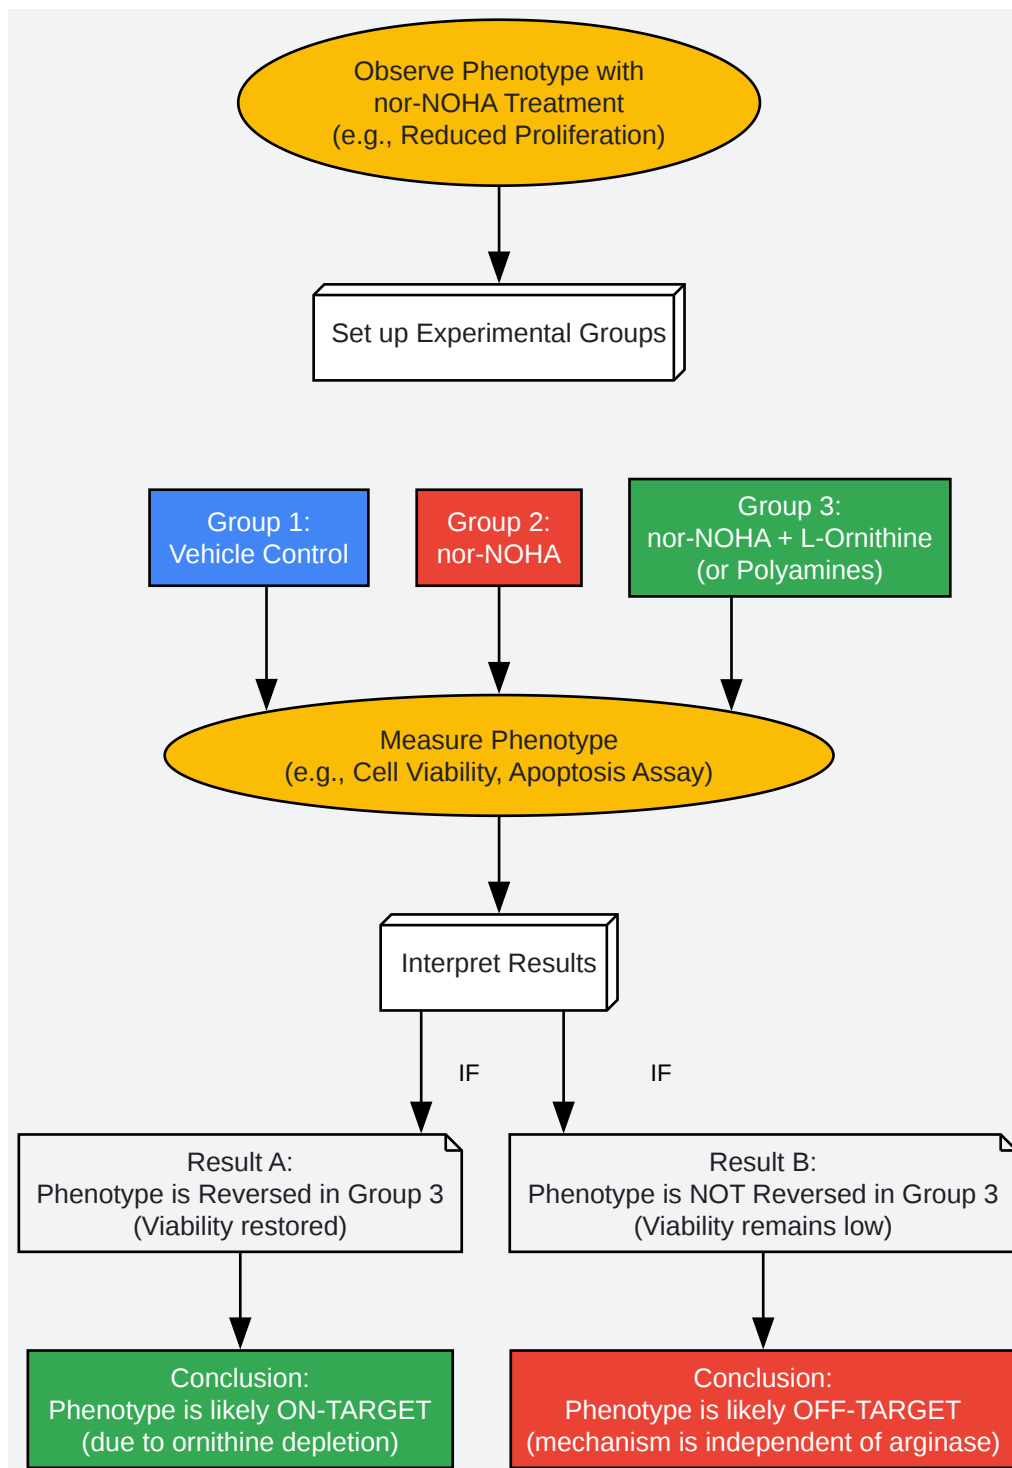 Observe Phenotype with
nor-NOHA Treatment
(e.g., Reduced Proliferation)
Set up Experimental Groups
Group 1:
Vehicle Control
Group 2:
nor-NOHA
Group 3:
nor-NOHA + L-Ornithine
(or Polyamines)
Measure Phenotype
(e.g., Cell Viability, Apoptosis Assay)
Interpret Results
IF
IF
Result A:
Phenotype is Reversed in Group 3
(Viability restored)
Result B:
Phenotype is NOT Reversed in Group 3
(Viability remains low)
Conclusion:
Phenotype is likely ON-TARGET
(due to ornithine depletion)
Conclusion:
Phenotype is likely OFF-TARGET
(mechanism is independent of arginase)